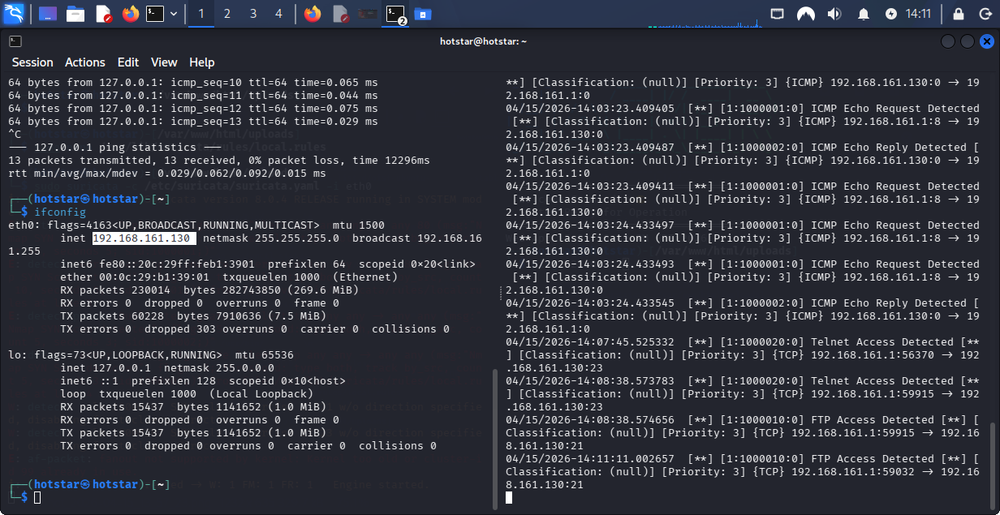 1 2 3 4
2
14:11
hotstar@hotstar: ~
Session Actions Edit View Help
64 bytes from 127.0.0.1: icmp_seq=10 ttl=64 time=0.065 ms
64 bytes from 127.0.0.1: icmp_seq=11 ttl=64 time=0.044 ms
64 bytes from 127.0.0.1: icmp_seq=12 ttl=64 time=0.075 ms
64 bytes from 127.0.0.1: icmp_seq=13 ttl=64 time=0.029 ms
^C
— 127.0.0.1 ping statistics —
13 packets transmitted, 13 received, 0% packet loss, time 12296ms
rtt min/avg/max/mdev = 0.029/0.062/0.092/0.015 ms
┌──(hotstar㉿hotstar)-[~]
└─$ ifconfig
eth0: flags=4163<UP,BROADCAST,RUNNING,MULTICAST> mtu 1500
inet 192.168.161.130 netmask 255.255.255.0 broadcast 192.168.16
1.255
inet6 fe80::20c:29ff:feb1:3901 prefixlen 64 scopeid 0×20<link>
ether 00:0c:29:b1:39:01 txqueuelen 1000 (Ethernet)
RX packets 230014 bytes 282743850 (269.6 MiB)
RX errors 0 dropped 0 overruns 0 frame 0
TX packets 60228 bytes 7910636 (7.5 MiB)
TX errors 0 dropped 303 overruns 0 carrier 0 collisions 0
lo: flags=73<UP,LOOPBACK,RUNNING> mtu 65536
inet 127.0.0.1 netmask 255.0.0.0
inet6 ::1 prefixlen 128 scopeid 0×10<host>
loop txqueuelen 1000 (Local Loopback)
RX packets 15437 bytes 1141652 (1.0 MiB)
RX errors 0 dropped 0 overruns 0 frame 0
TX packets 15437 bytes 1141652 (1.0 MiB)
TX errors 0 dropped 0 overruns 0 carrier 0 collisions 0
┌──(hotstar㉿hotstar)-[~]
└─$
**] [Classification: (null)] [Priority: 3] {ICMP} 192.168.161.130:0 → 19
2.168.161.1:0
04/15/2026-14:03:23.409405 [**] [1:1000001:0] ICMP Echo Request Detected
[**] [Classification: (null)] [Priority: 3] {ICMP} 192.168.161.1:8 → 19
2.168.161.130:0
04/15/2026-14:03:23.409487 [**] [1:1000002:0] ICMP Echo Reply Detected [
**] [Classification: (null)] [Priority: 3] {ICMP} 192.168.161.130:0 → 19
2.168.161.1:0
04/15/2026-14:03:23.409411 [**] [1:1000001:0] ICMP Echo Request Detected
[**] [Classification: (null)] [Priority: 3] {ICMP} 192.168.161.1:8 → 19
2.168.161.130:0
04/15/2026-14:03:24.433497 [**] [1:1000001:0] ICMP Echo Request Detected
[**] [Classification: (null)] [Priority: 3] {ICMP} 192.168.161.1:8 → 19
2.168.161.130:0
04/15/2026-14:03:24.433493 [**] [1:1000001:0] ICMP Echo Request Detected
[**] [Classification: (null)] [Priority: 3] {ICMP} 192.168.161.1:8 → 19
2.168.161.130:0
04/15/2026-14:03:24.433545 [**] [1:1000002:0] ICMP Echo Reply Detected [
**] [Classification: (null)] [Priority: 3] {ICMP} 192.168.161.130:0 → 19
2.168.161.1:0
04/15/2026-14:07:45.525332 [**] [1:1000020:0] Telnet Access Detected [**
] [Classification: (null)] [Priority: 3] {TCP} 192.168.161.1:56370 → 192
.168.161.130:23
04/15/2026-14:08:38.573783 [**] [1:1000020:0] Telnet Access Detected [**
] [Classification: (null)] [Priority: 3] {TCP} 192.168.161.1:59915 → 192
.168.161.130:23
04/15/2026-14:08:38.574656 [**] [1:1000010:0] FTP Access Detected [**] [
Classification: (null)] [Priority: 3] {TCP} 192.168.161.1:59915 → 192.16
8.161.130:21
04/15/2026-14:11:11.002657 [**] [1:1000010:0] FTP Access Detected [**] [
Classification: (null)] [Priority: 3] {TCP} 192.168.161.1:59032 → 192.16
8.161.130:21